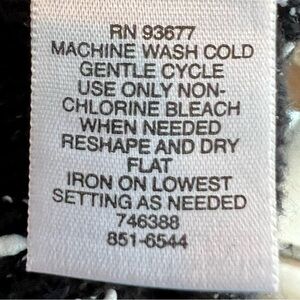 RN 93677
MACHINE WASH COLD
GENTLE CYCLE
USE ONLY NON-
CHLORINE BLEACH
WHEN NEEDED
RESHAPE AND DRY
FLAT
IRON ON LOWEST
SETTING AS NEEDED
746388
851-6544